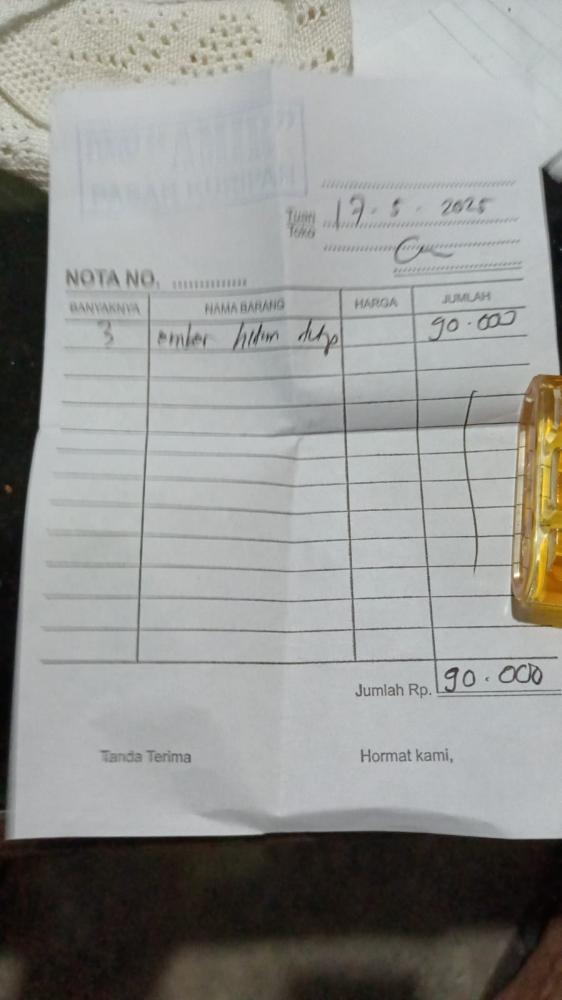 Tuan
Toko
17.5.2025
NOTA NO. ..............
BANYAKNYA NAMA BARANG HARGA JUMLAH
3 ember hitam 90.000
Jumlah Rp. 90.000
Tanda Terima Hormat kami,